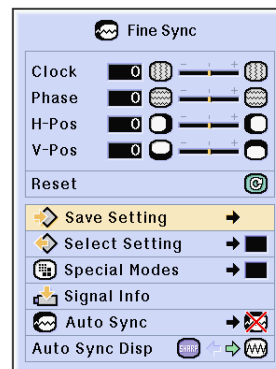 Fine Sync
Clock 0 - +
Phase 0 - +
H-Pos 0 - +
V-Pos 0 - +
Reset
Save Setting
Select Setting
Special Modes
Signal Info
Auto Sync
Auto Sync Disp SHARP